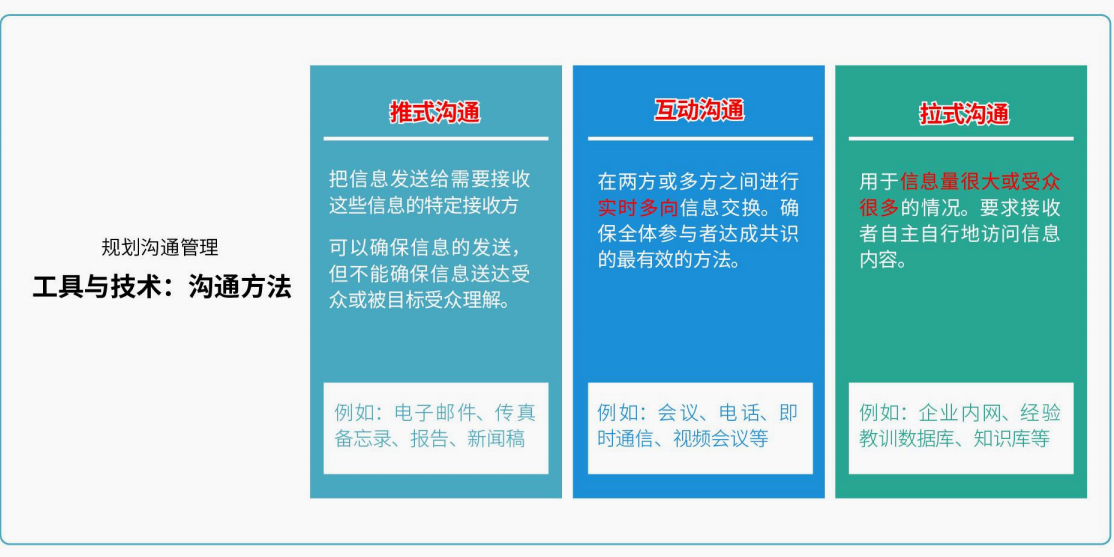 规划沟通管理
工具与技术：沟通方法
推式沟通
把信息发送给需要接收
这些信息的特定接收方
可以确保信息的发送，
但不能确保信息送达受
众或被目标受众理解。
例如：电子邮件、传真
备忘录、报告、新闻稿
互动沟通
在两方或多方之间进行
实时多向信息交换。确
保全体参与者达成共识
的最有效的方法。
例如：会议、电话、即
时通信、视频会议等
拉式沟通
用于信息量很大或受众
很多的情况。要求接收
者自主自行地访问信息
内容。
例如：企业内网、经验
教训数据库、知识库等